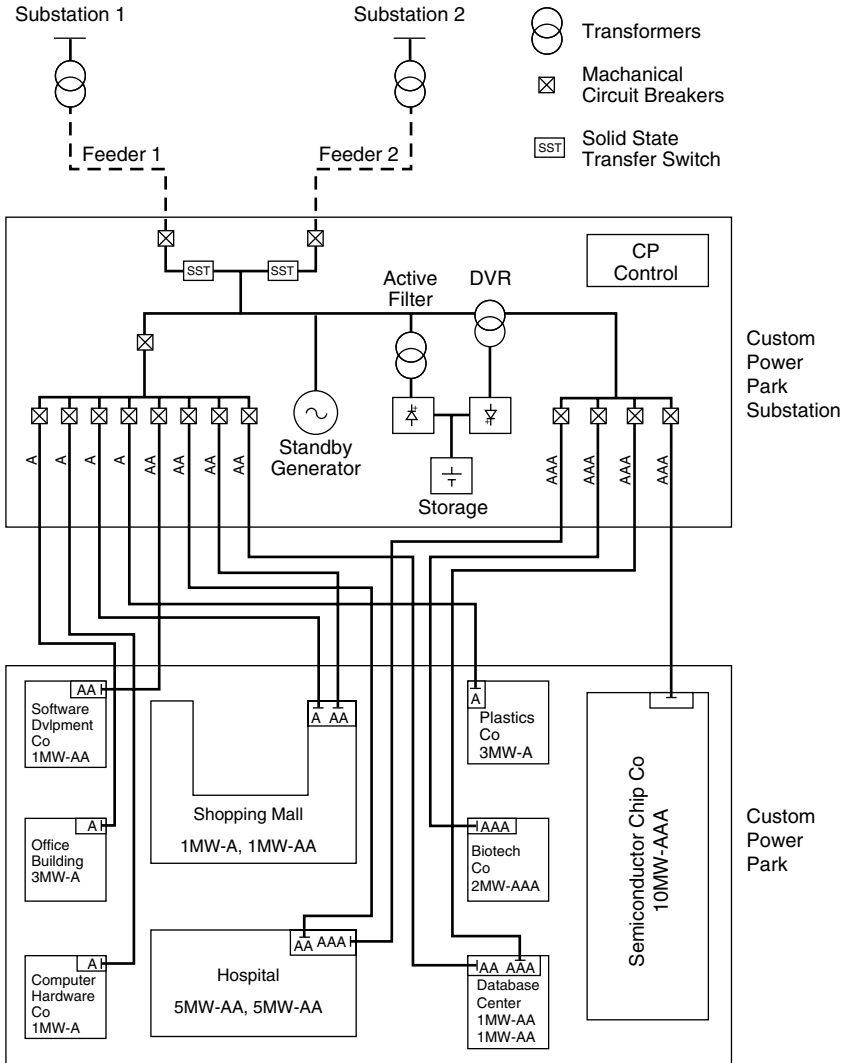 Substation 1
Substation 2
Transformers
Machanical
Circuit Breakers
SST
Solid State
Transfer Switch
Feeder 1
Feeder 2
SST
SST
CP
Control
Active
Filter
DVR
Custom
Power
Park
Substation
A
A
A
A
AA
AA
AA
AA
Standby
Generator
Storage
AAA
AAA
AAA
AAA
AA
Software
Dvlpment
Co
1MW-AA
A AA
Shopping Mall
1MW-A, 1MW-AA
A
Plastics
Co
3MW-A
Semiconductor Chip Co
10MW-AAA
Custom
Power
Park
A
Office
Building
3MW-A
AAA
Biotech
Co
2MW-AAA
A
Computer
Hardware
Co
1MW-A
AA AAA
Hospital
5MW-AA, 5MW-AA
AA AAA
Database
Center
1MW-AA
1MW-AA